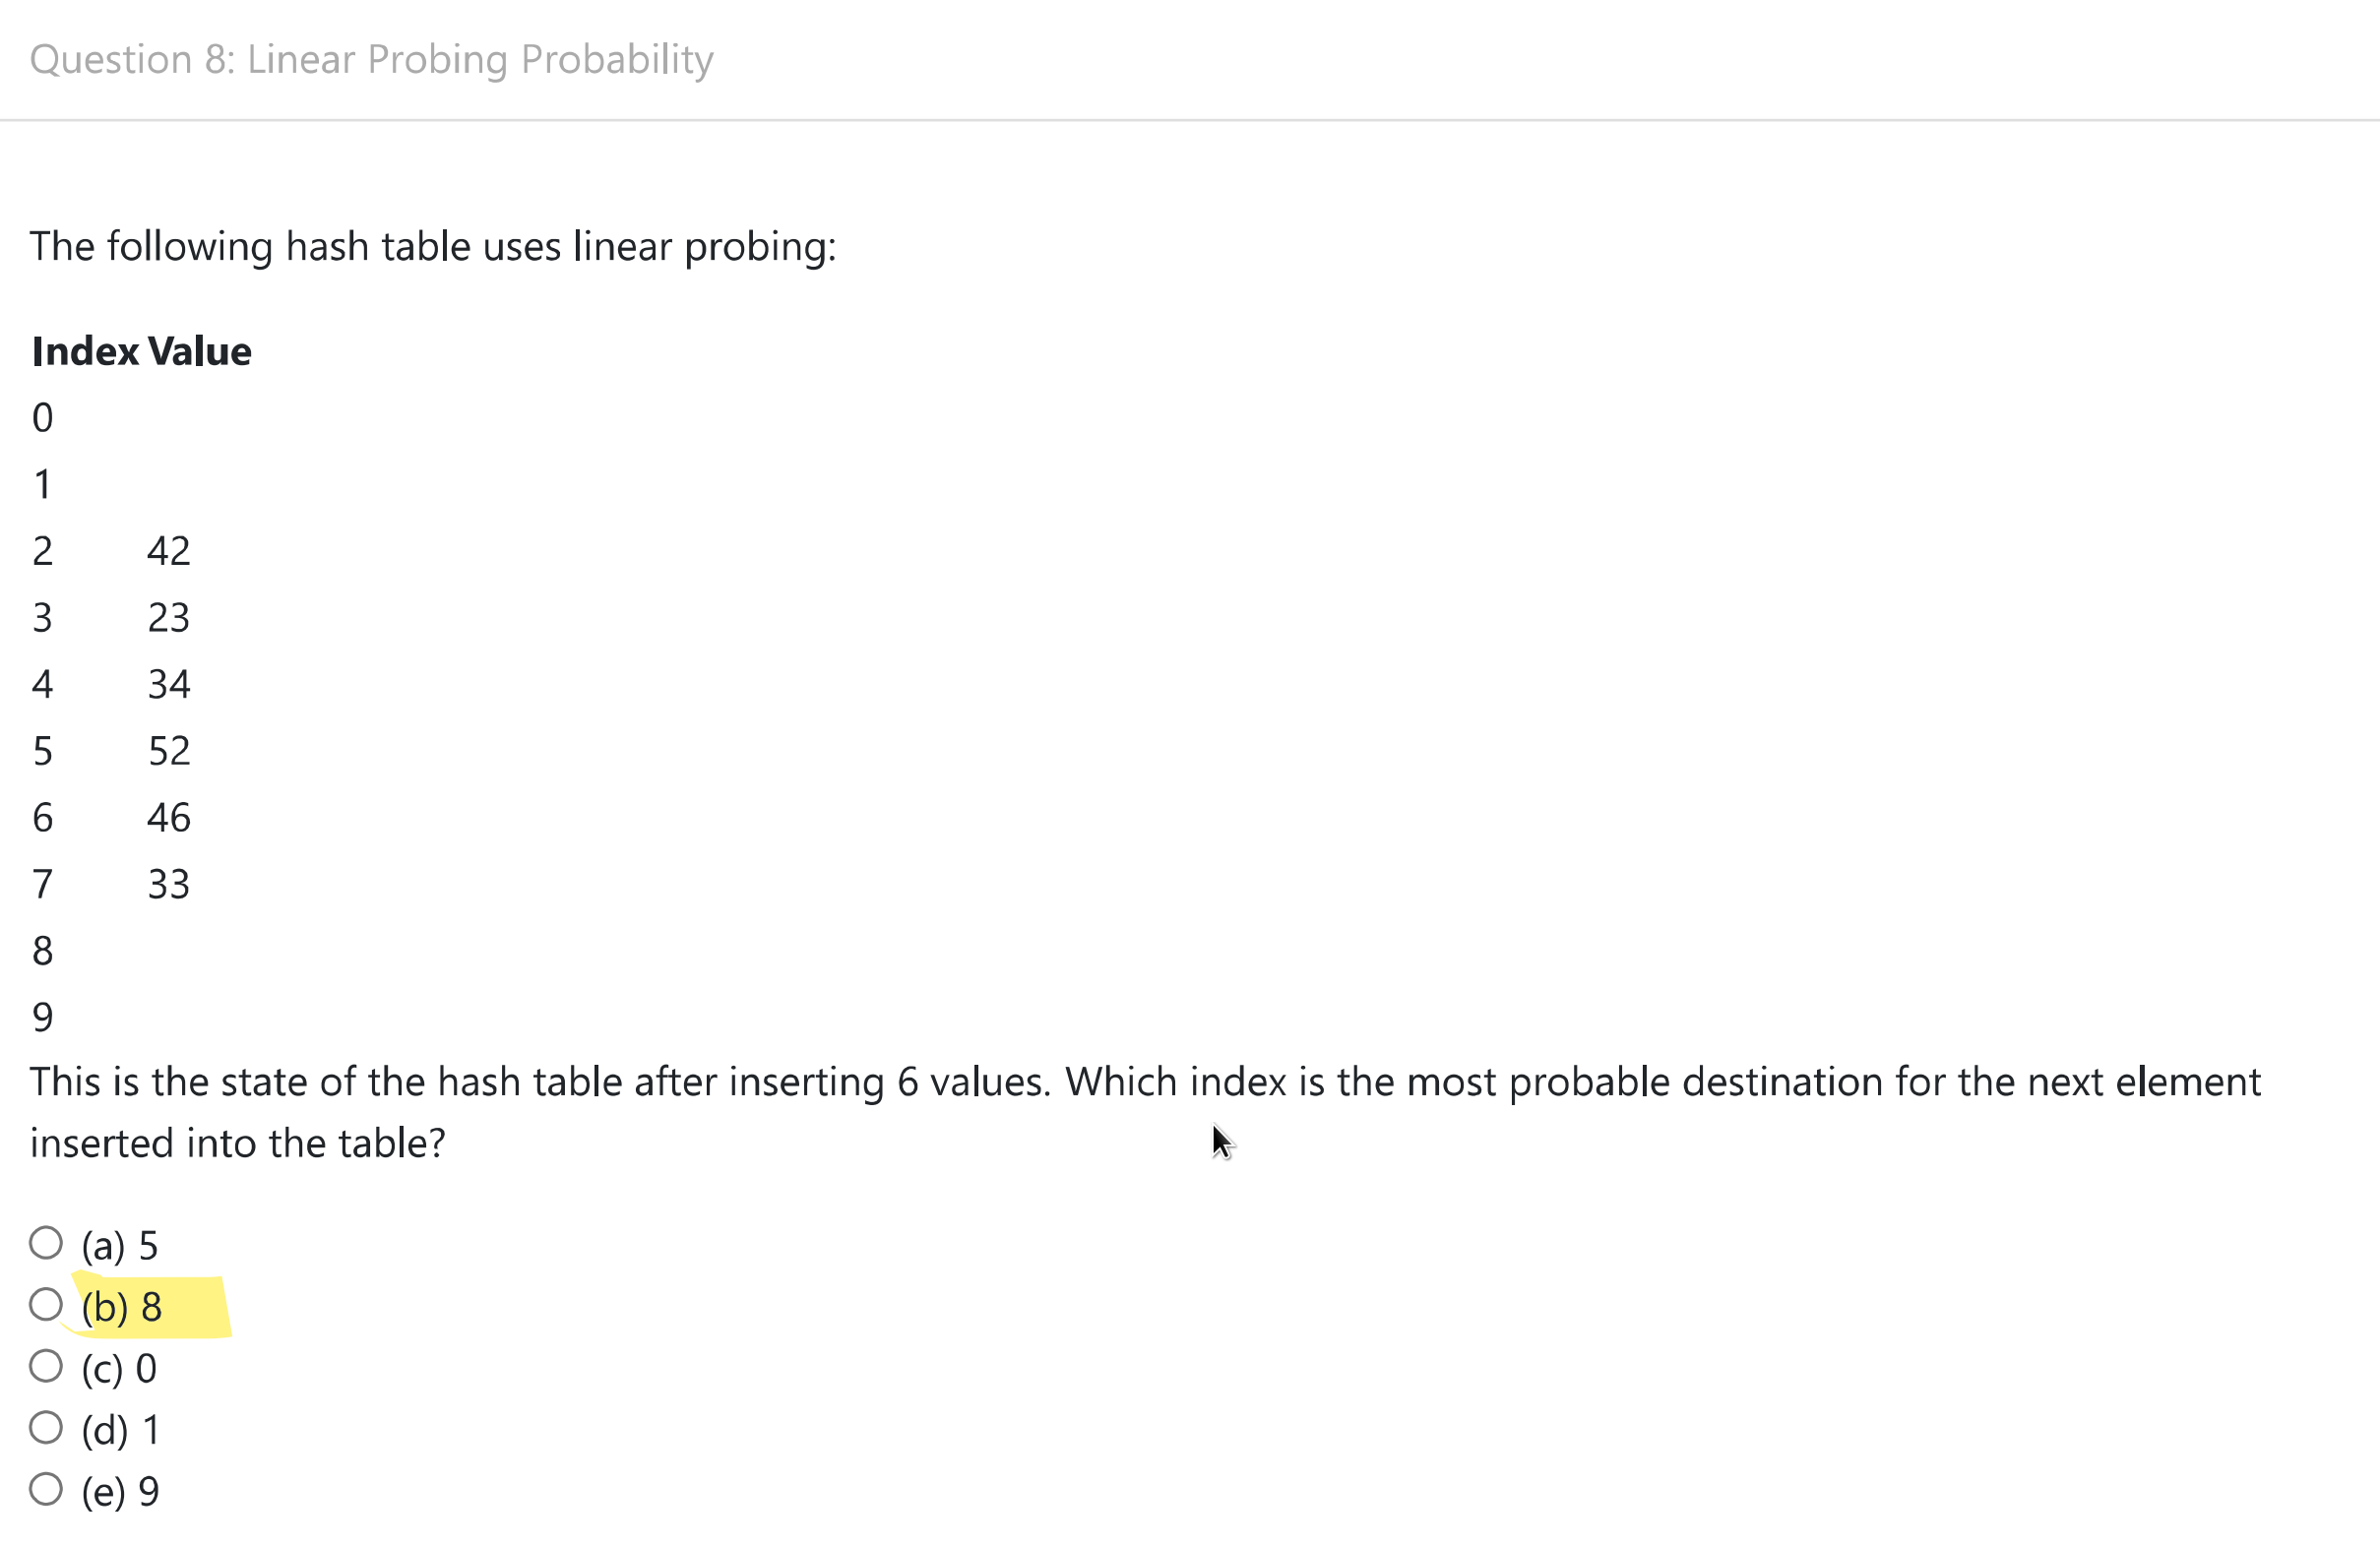 Question 8: Linear Probing Probability
The following hash table uses linear probing:
Index Value
0
1
2 42
3 23
4 34
5 52
6 46
7 33
8
9
This is the state of the hash table after inserting 6 values. Which index is the most probable destination for the next element
inserted into the table?
(a) 5
(b) 8
(c) 0
(d) 1
(e) 9